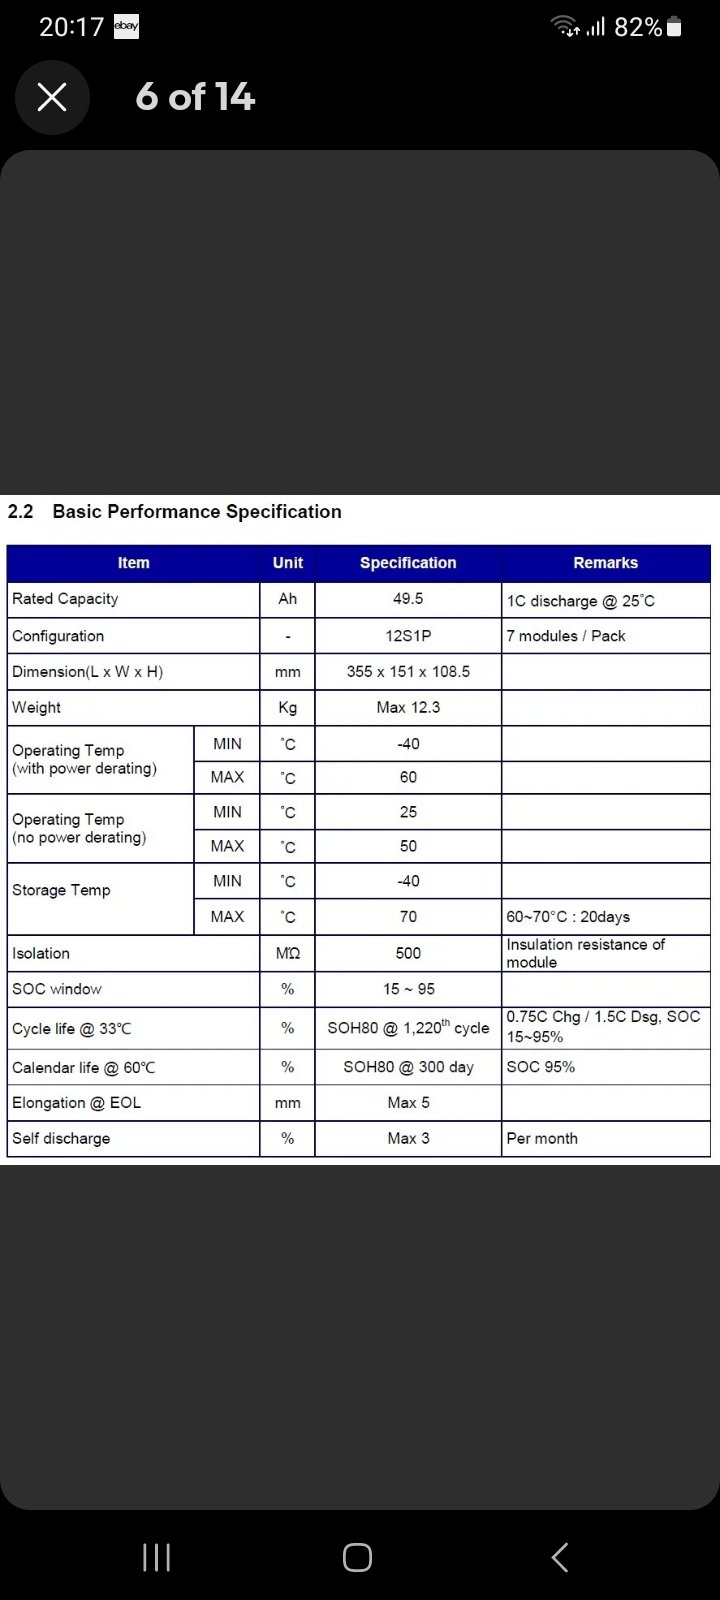 20:17 ebay 82%
6 of 14
2.2 Basic Performance Specification
Item Unit Specification Remarks
Rated Capacity Ah 49.5 1C discharge @ 25˚C
Configuration - 12S1P 7 modules / Pack
Dimension(L x W x H) mm 355 x 151 x 108.5
Weight Kg Max 12.3
Operating Temp
(with power derating)
MIN ˚C -40
MAX ˚C 60
Operating Temp
(no power derating)
MIN ˚C 25
MAX ˚C 50
Storage Temp
MIN ˚C -40
MAX ˚C 70 60~70°C : 20days
Isolation MΩ 500 Insulation resistance of
module
SOC window % 15 ~ 95
Cycle life @ 33℃ % SOH80 @ 1,220th cycle 0.75C Chg / 1.5C Dsg, SOC
15~95%
Calendar life @ 60℃ % SOH80 @ 300 day SOC 95%
Elongation @ EOL mm Max 5
Self discharge % Max 3 Per month